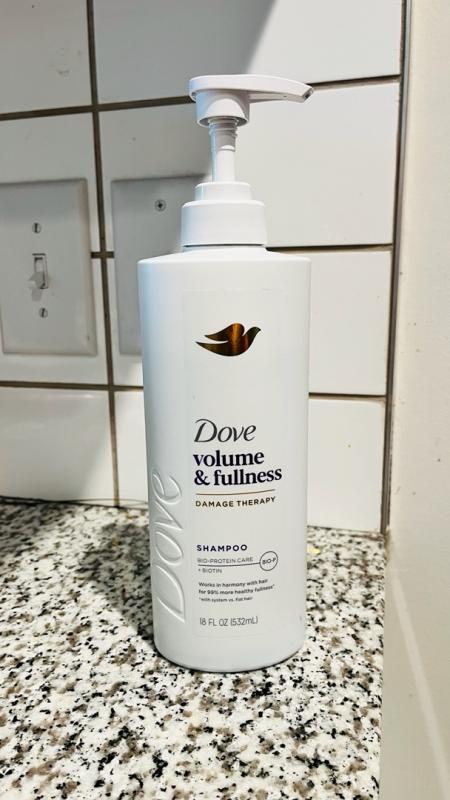 Dove
volume
& fullness
DAMAGE THERAPY
SHAMPOO
BIO-PROTEIN CARE
BIO-P
+ BIOTIN
Works in harmony with hair
for 99% more healthy fullness*
*with system vs. flat hair
18 FL OZ (532mL)
Dove